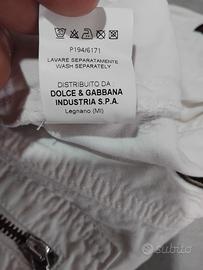 P194/6171
LAVARE SEPARATAMENTE
WASH SEPARATELY
DISTRIBUITO DA
DOLCE & GABBANA
INDUSTRIA S.P.A.
Legnano (MI)
subito